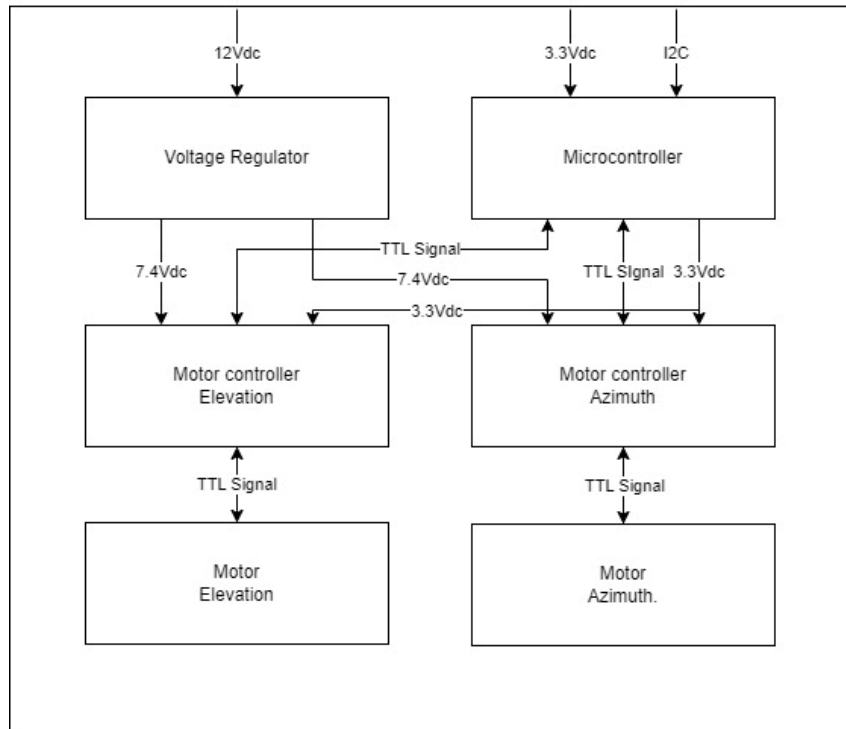 12Vdc
3.3Vdc
I2C
Voltage Regulator
Microcontroller
TTL Signal
7.4Vdc
7.4Vdc
TTL SIgnal
3.3Vdc
3.3Vdc
Motor controller
Elevation
Motor controller
Azimuth
TTL Signal
TTL Signal
Motor
Elevation
Motor
Azimuth.